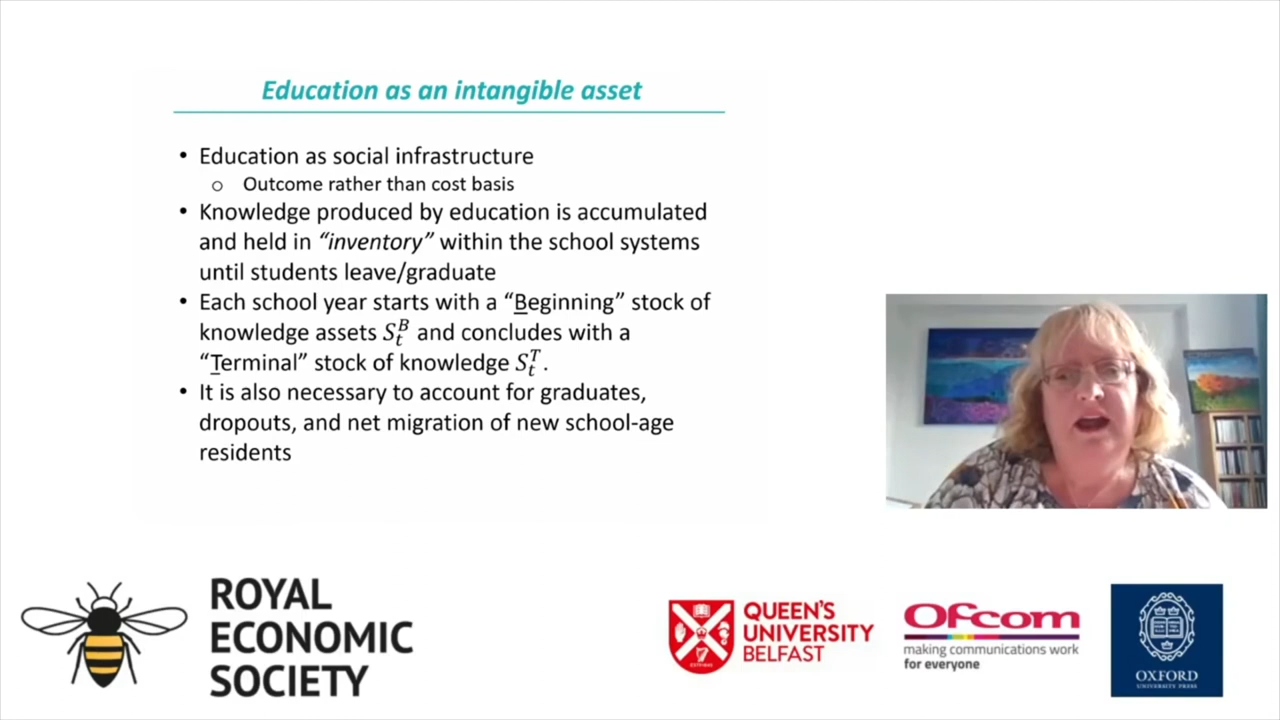 Education as an intangible asset
• Education as social infrastructure
o Outcome rather than cost basis
• Knowledge produced by education is accumulated
and held in “inventory” within the school systems
until students leave/graduate
• Each school year starts with a “Beginning” stock of
knowledge assets S_t^B and concludes with a
“Terminal” stock of knowledge S_t^T.
• It is also necessary to account for graduates,
dropouts, and net migration of new school-age
residents
ROYAL
ECONOMIC
SOCIETY
QUEEN'S
UNIVERSITY
BELFAST
Ofcom
making communications work
for everyone
OXFORD
UNIVERSITY PRESS